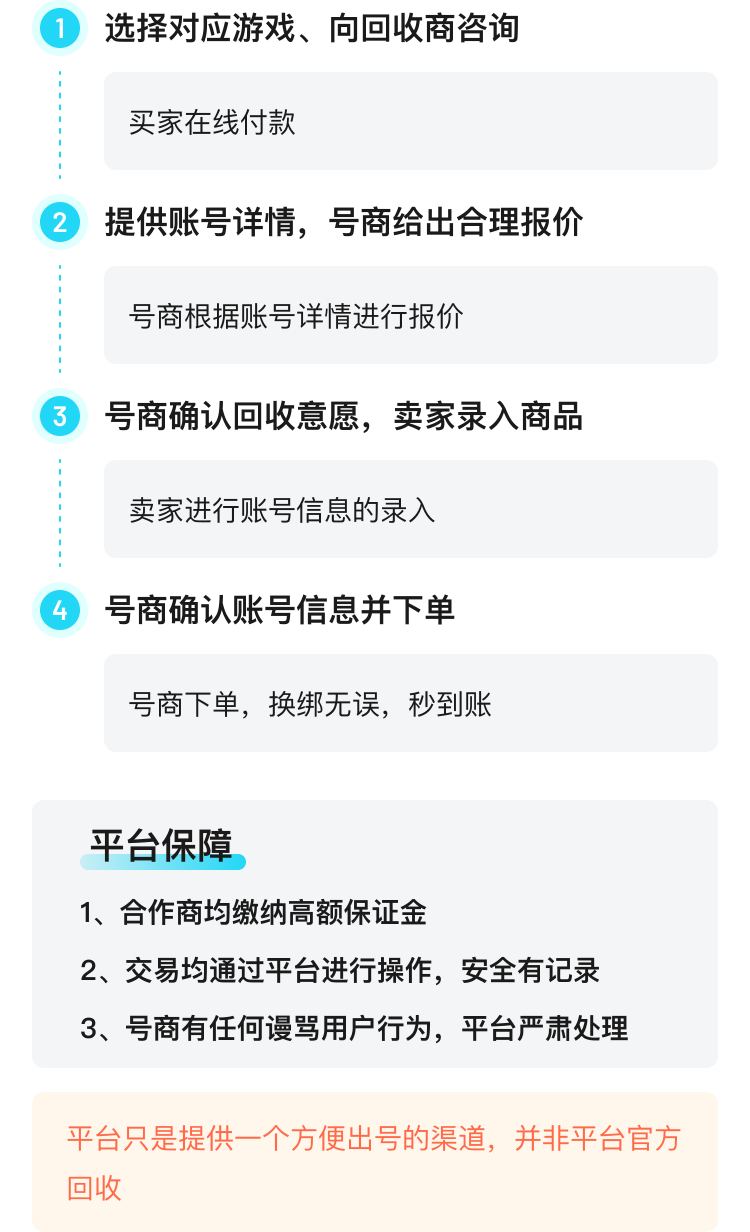 1 选择对应游戏、向回收商咨询
买家在线付款
2 提供账号详情，号商给出合理报价
号商根据账号详情进行报价
3 号商确认回收意愿，卖家录入商品
卖家进行账号信息的录入
4 号商确认账号信息并下单
号商下单，换绑无误，秒到账
平台保障
1、合作商均缴纳高额保证金
2、交易均通过平台进行操作，安全有记录
3、号商有任何谩骂用户行为，平台严肃处理
平台只是提供一个方便出号的渠道，并非平台官方
回收